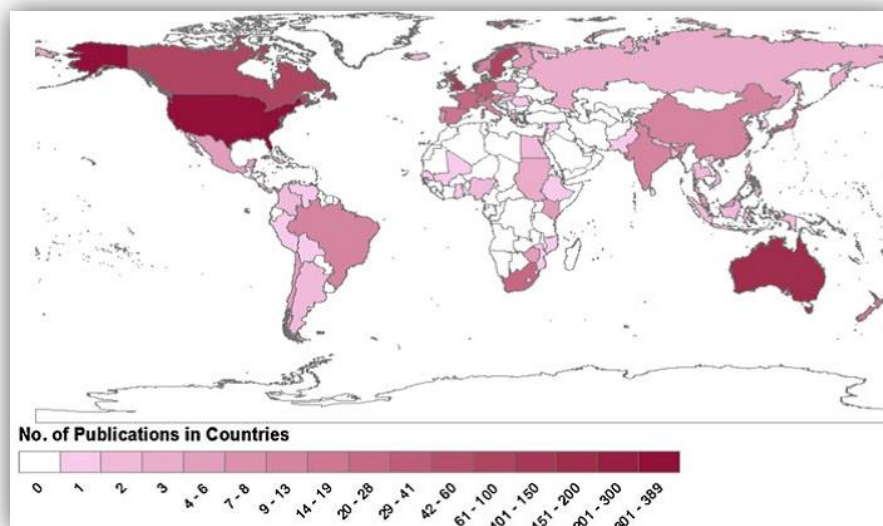 No. of Publications in Countries
0 1 2 3 4 - 6 7 - 8 9 - 13 14 - 19 20 - 28 29 - 41 42 - 60 61 - 100 101 - 150 151 - 200 201 - 300 301 - 389